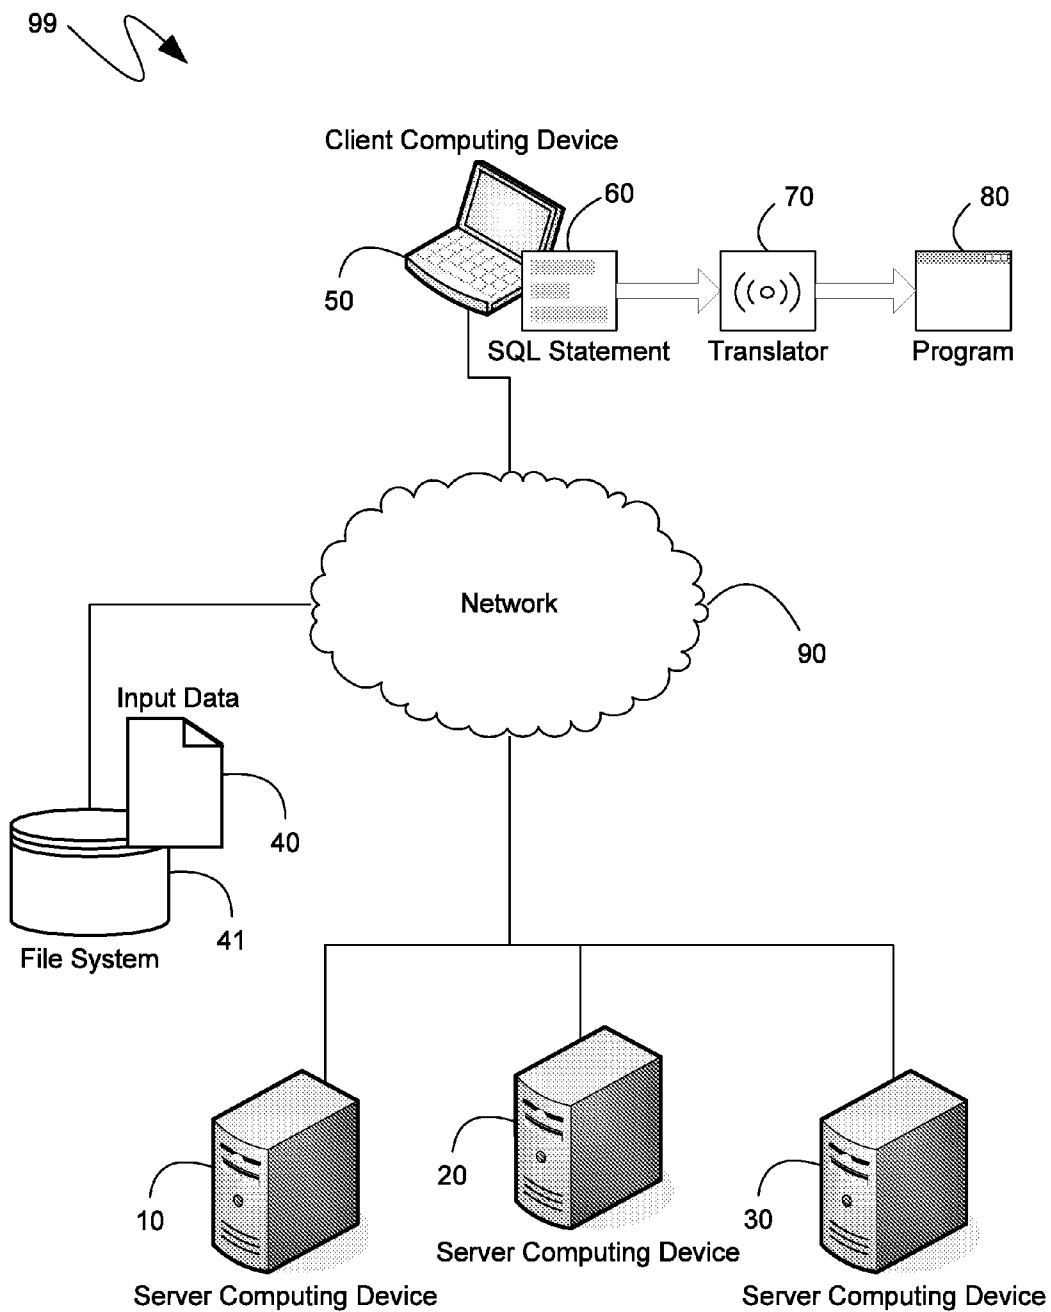 99
Client Computing Device
60
70
80
50
SQL Statement
Translator
Program
Network
90
Input Data
40
41
File System
20
10
30
Server Computing Device
Server Computing Device
Server Computing Device